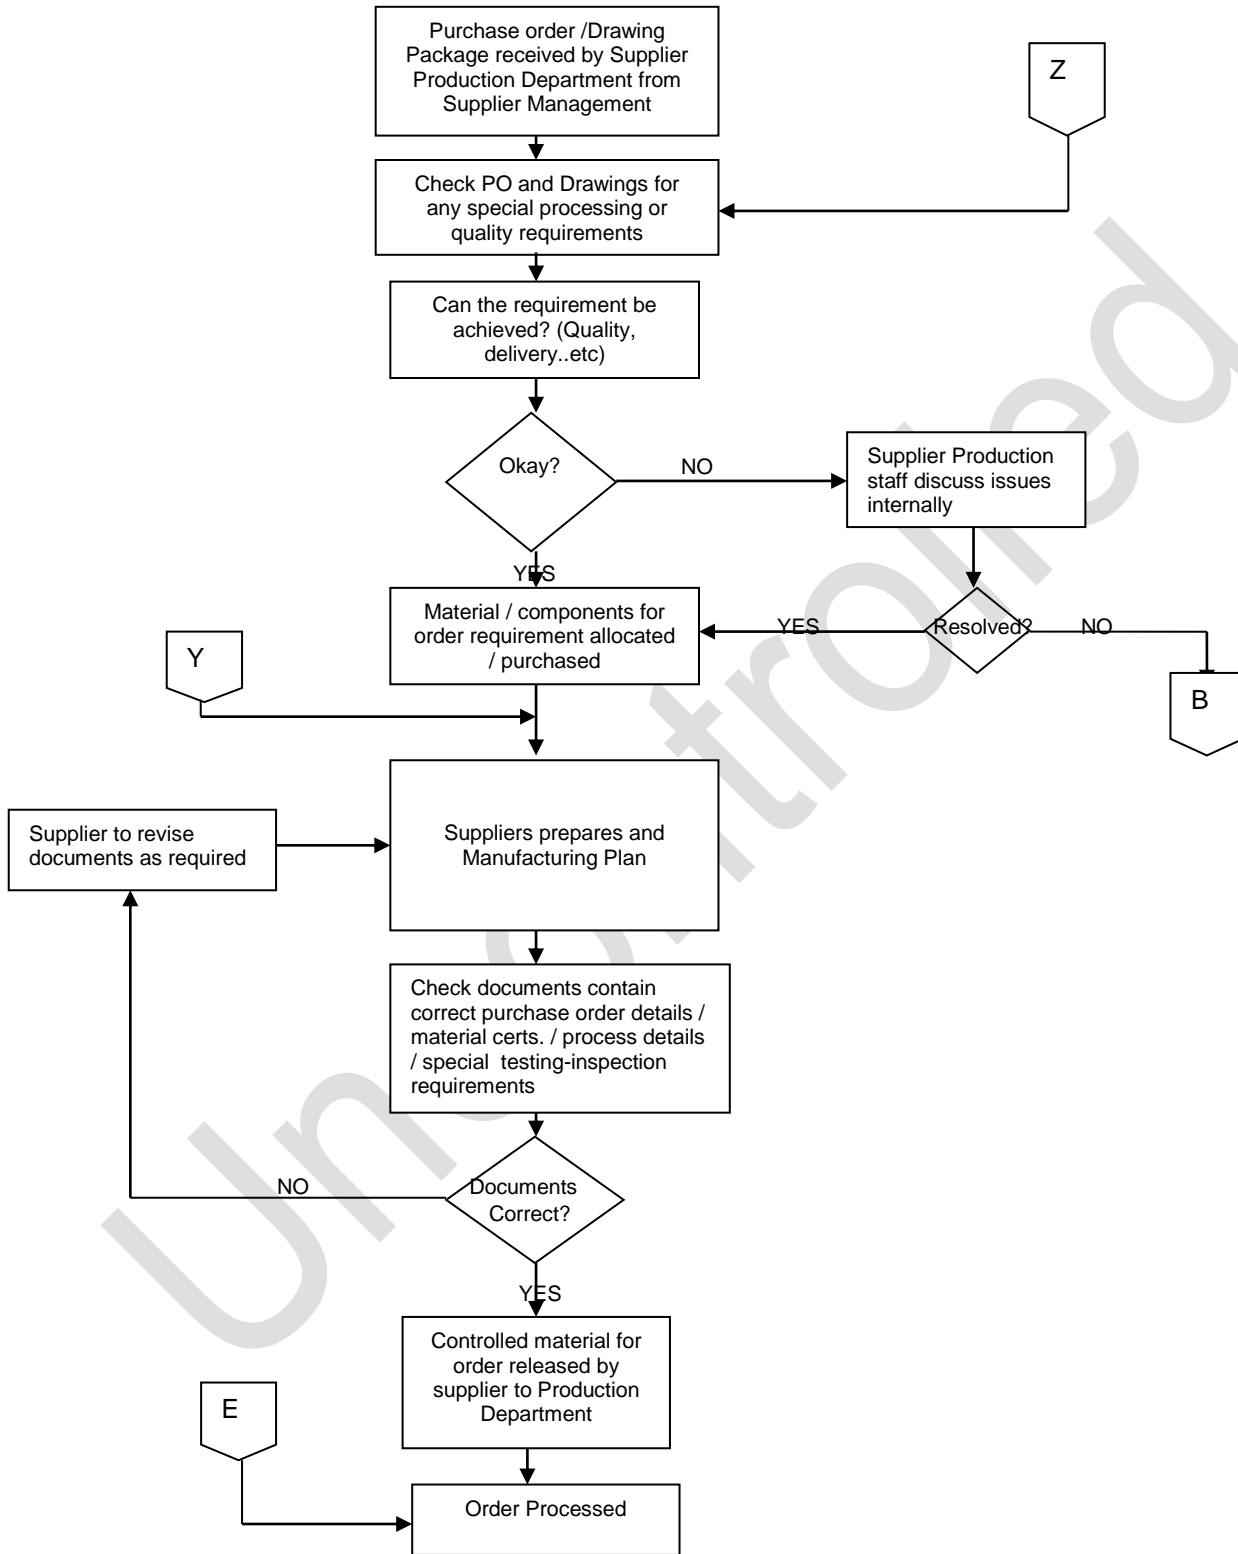 Purchase order /Drawing
Package received by Supplier
Production Department from
Supplier Management
Z
Check PO and Drawings for
any special processing or
quality requirements
Can the requirement be
achieved? (Quality,
delivery..etc)
Okay?
NO
Supplier Production
staff discuss issues
internally
YES
Material / components for
order requirement allocated
/ purchased
YES
Resolved?
NO
Y
B
Suppliers prepares and
Manufacturing Plan
Supplier to revise
documents as required
Check documents contain
correct purchase order details /
material certs. / process details
/ special  testing-inspection
requirements
NO
Documents
Correct?
YES
Controlled material for
order released by
supplier to Production
Department
E
Order Processed
Uncontrolled